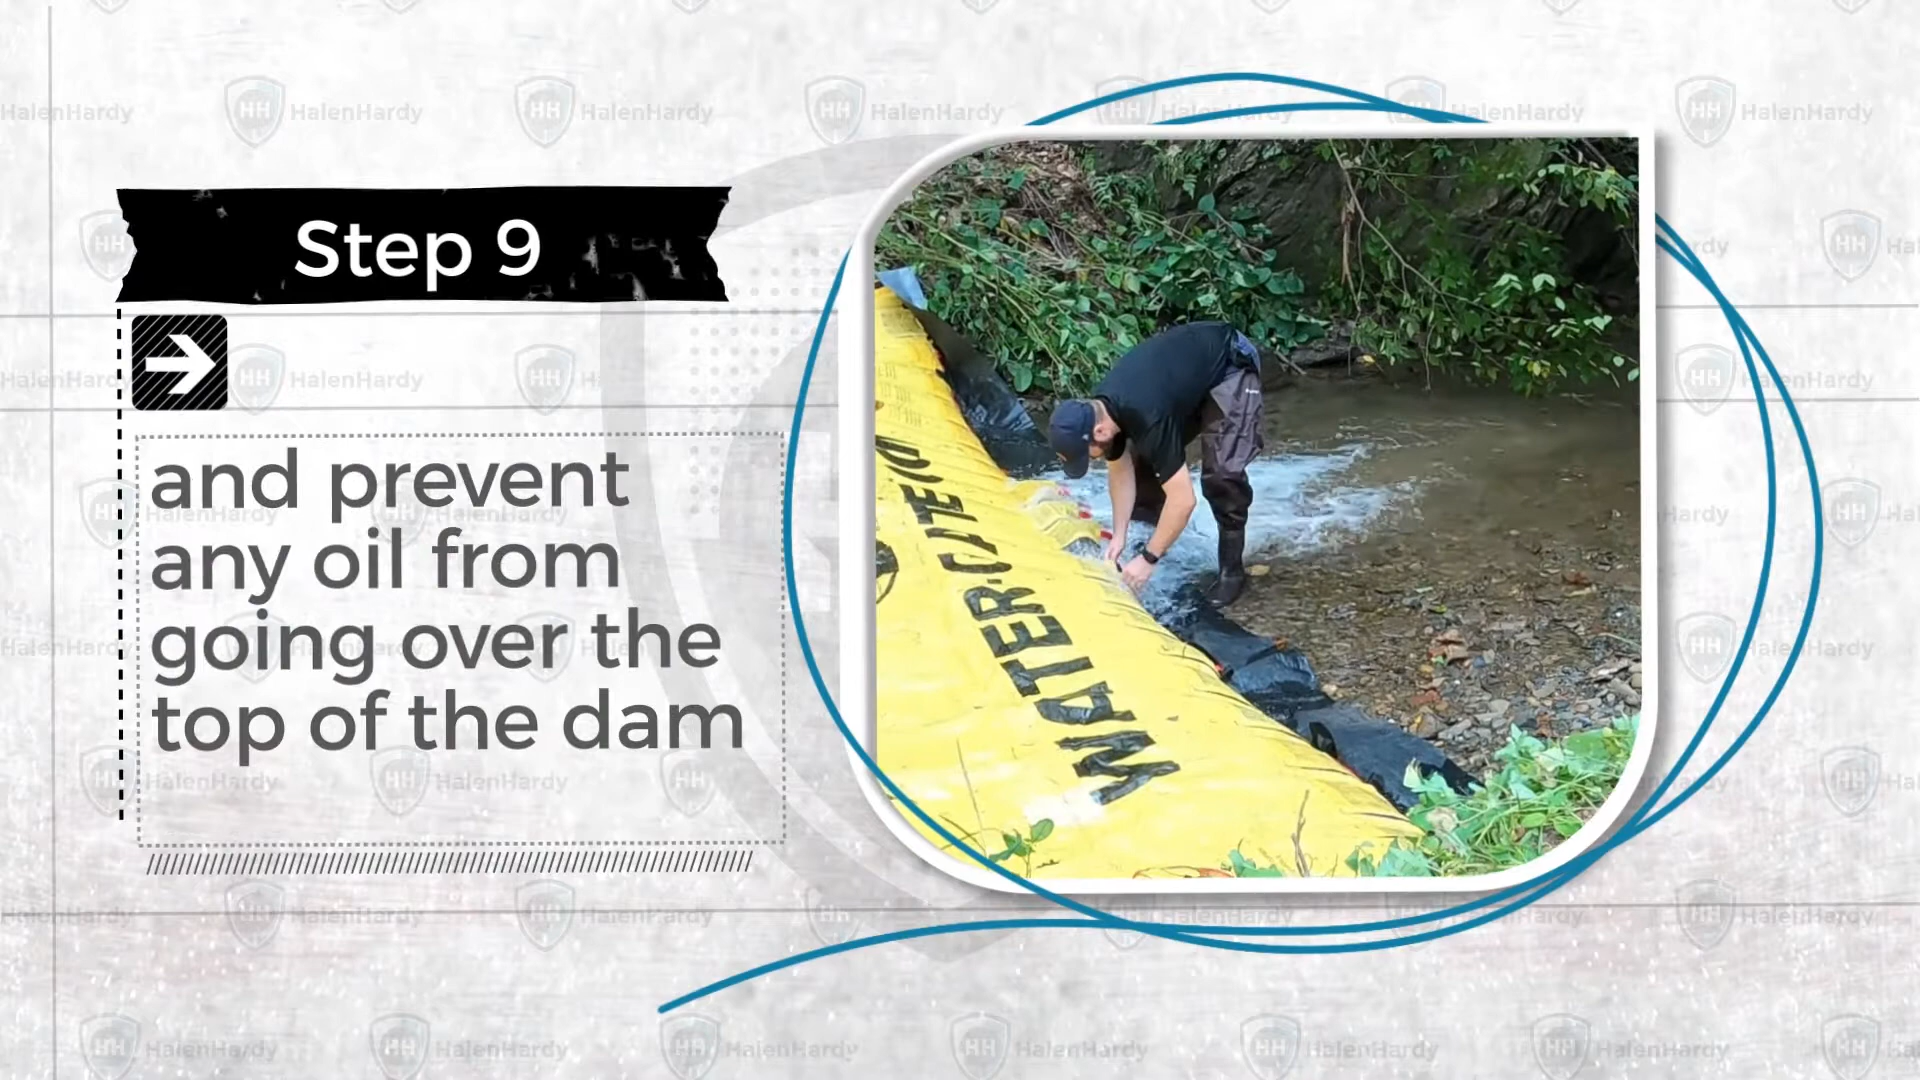 HalenHardy
Step 9
and prevent
any oil from
going over the
top of the dam
WATER-GATE